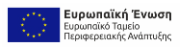 Ευρωπαϊκή Ένωση
Ευρωπαϊκό Ταμείο
Περιφερειακής Ανάπτυξης